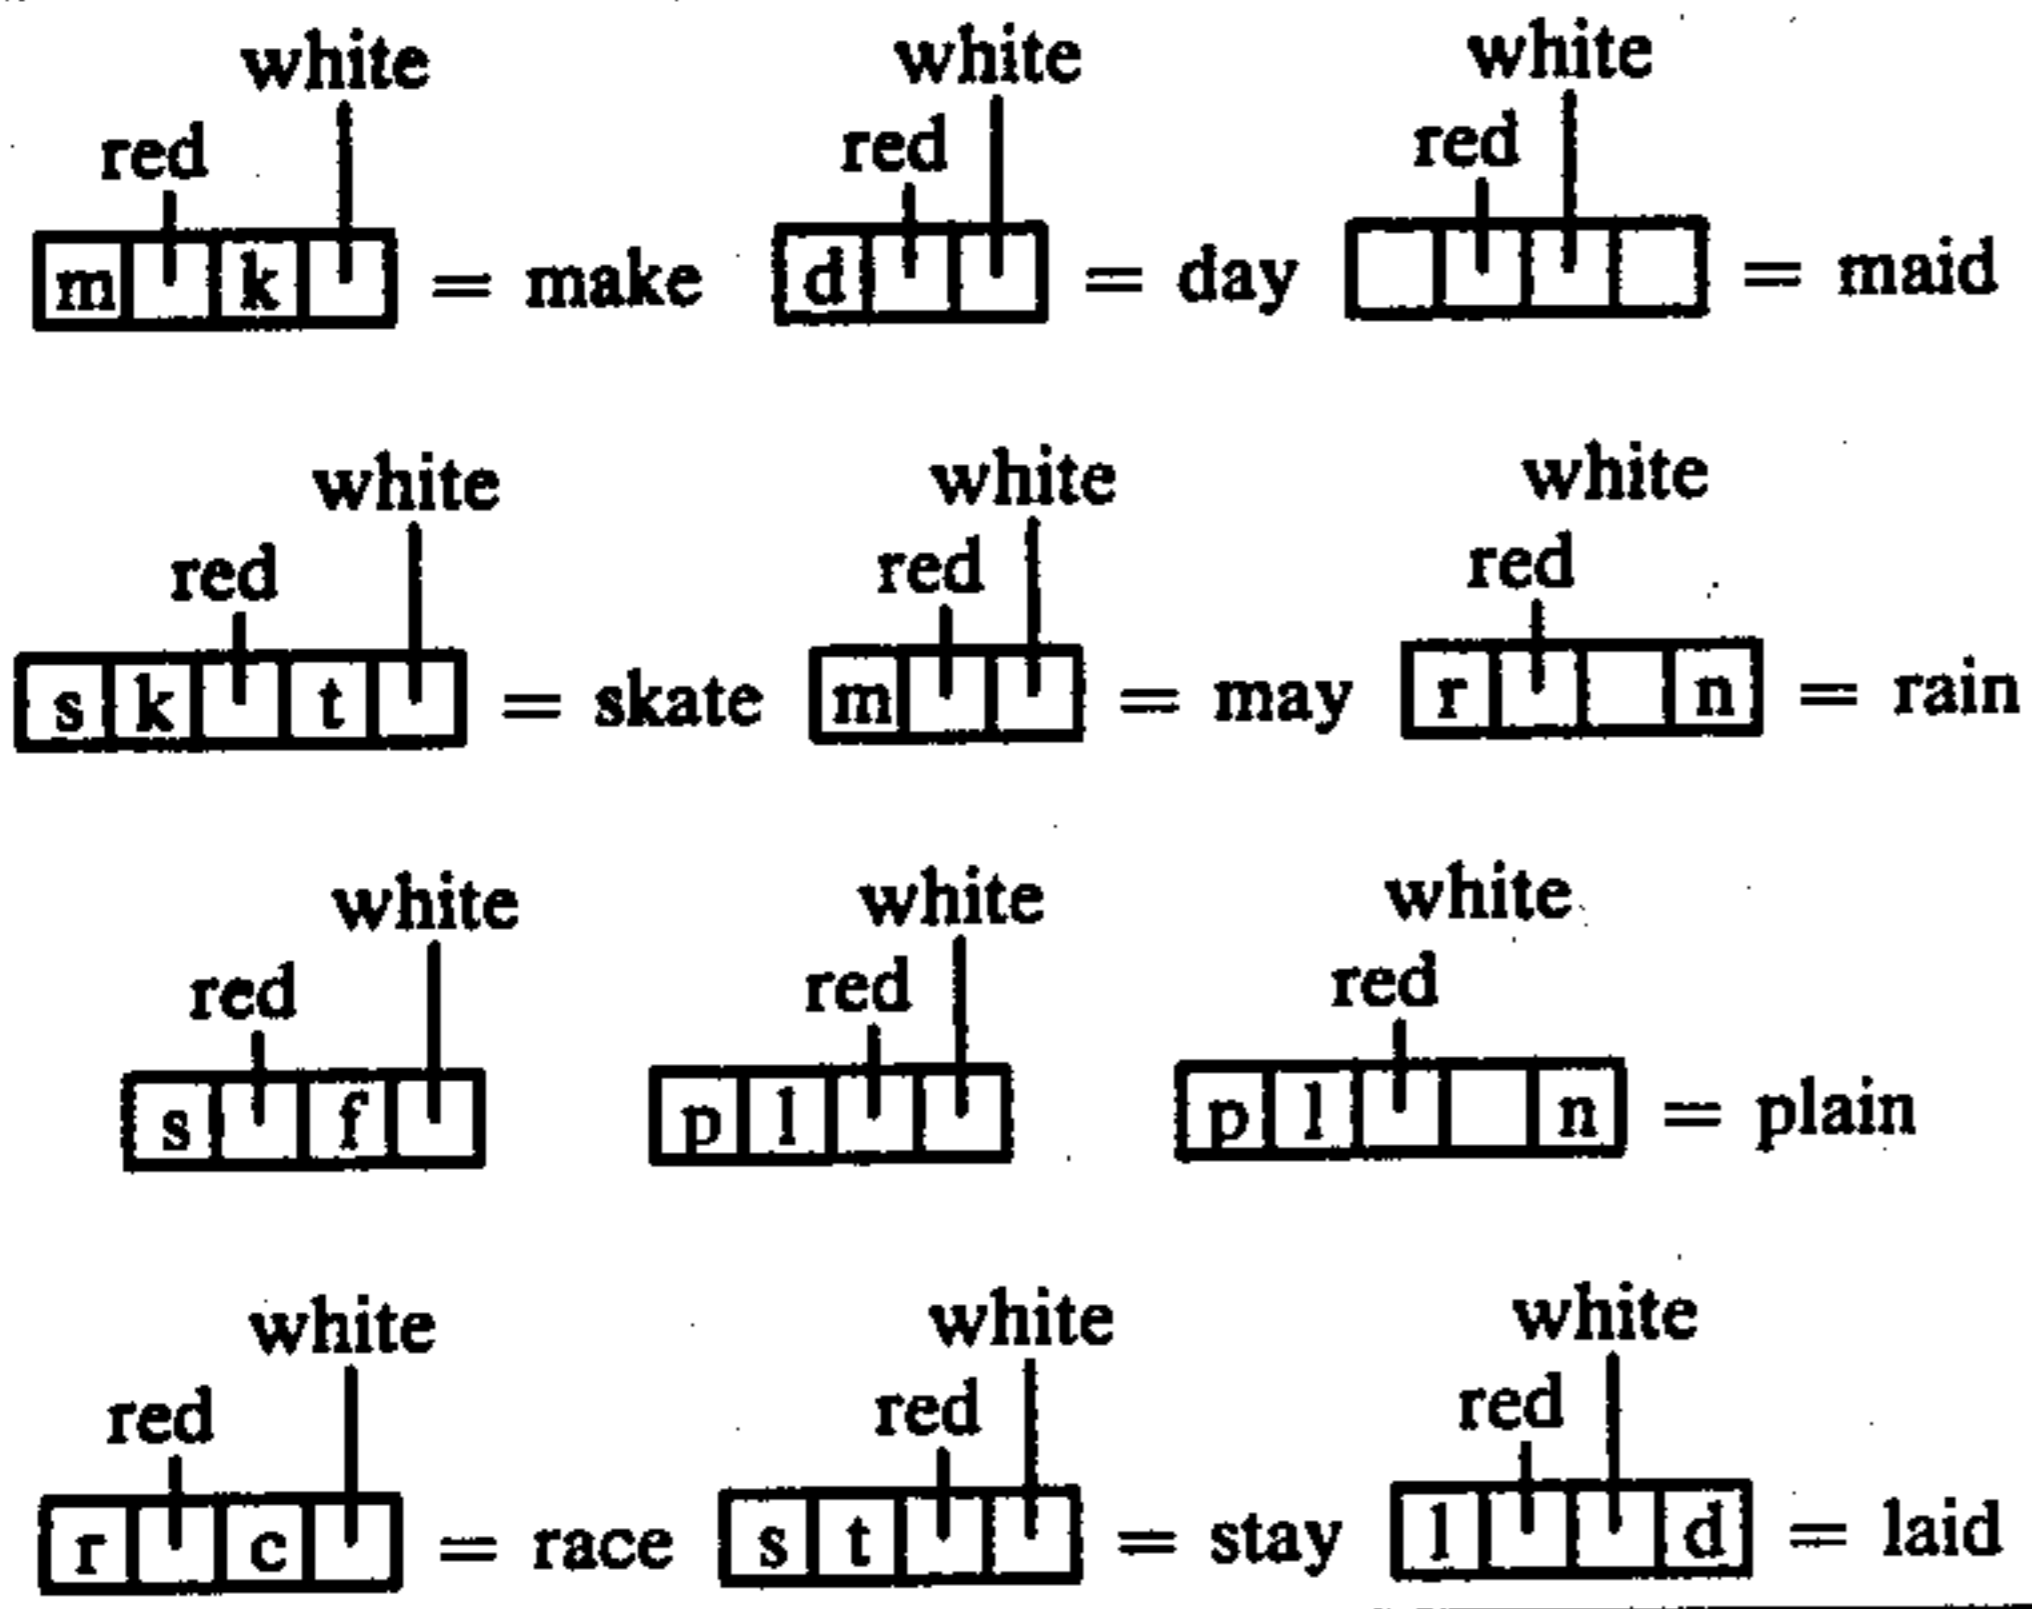 white white white
red red red
m k = make d = day = maid
white white white
red red red
s k t = skate m = may r n = rain
white white white
red red red
s f p l p l n = plain
white white white
red red red
r c = race s t = stay l d = laid